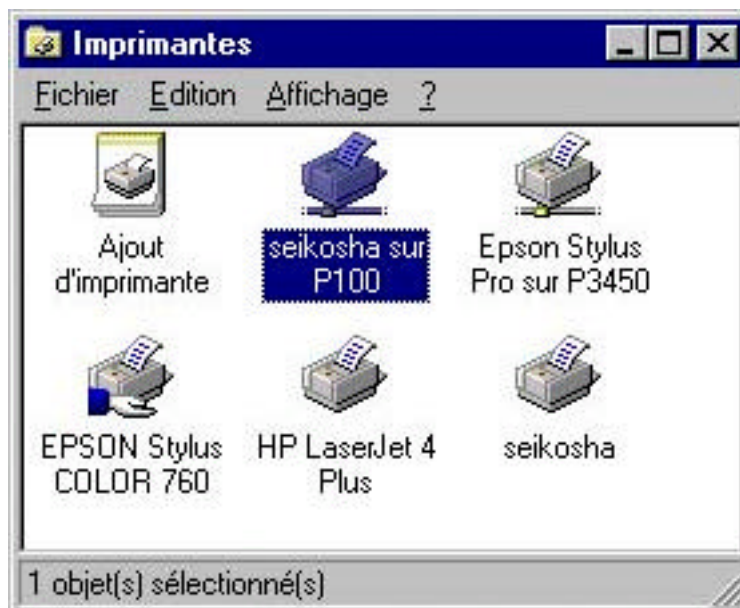 Imprimantes
Fichier Edition Affichage ?
Ajout
d'imprimante
seikosha sur
P100
Epson Stylus
Pro sur P3450
EPSON Stylus
COLOR 760
HP LaserJet 4
Plus
seikosha
1 objet(s) sélectionné(s)